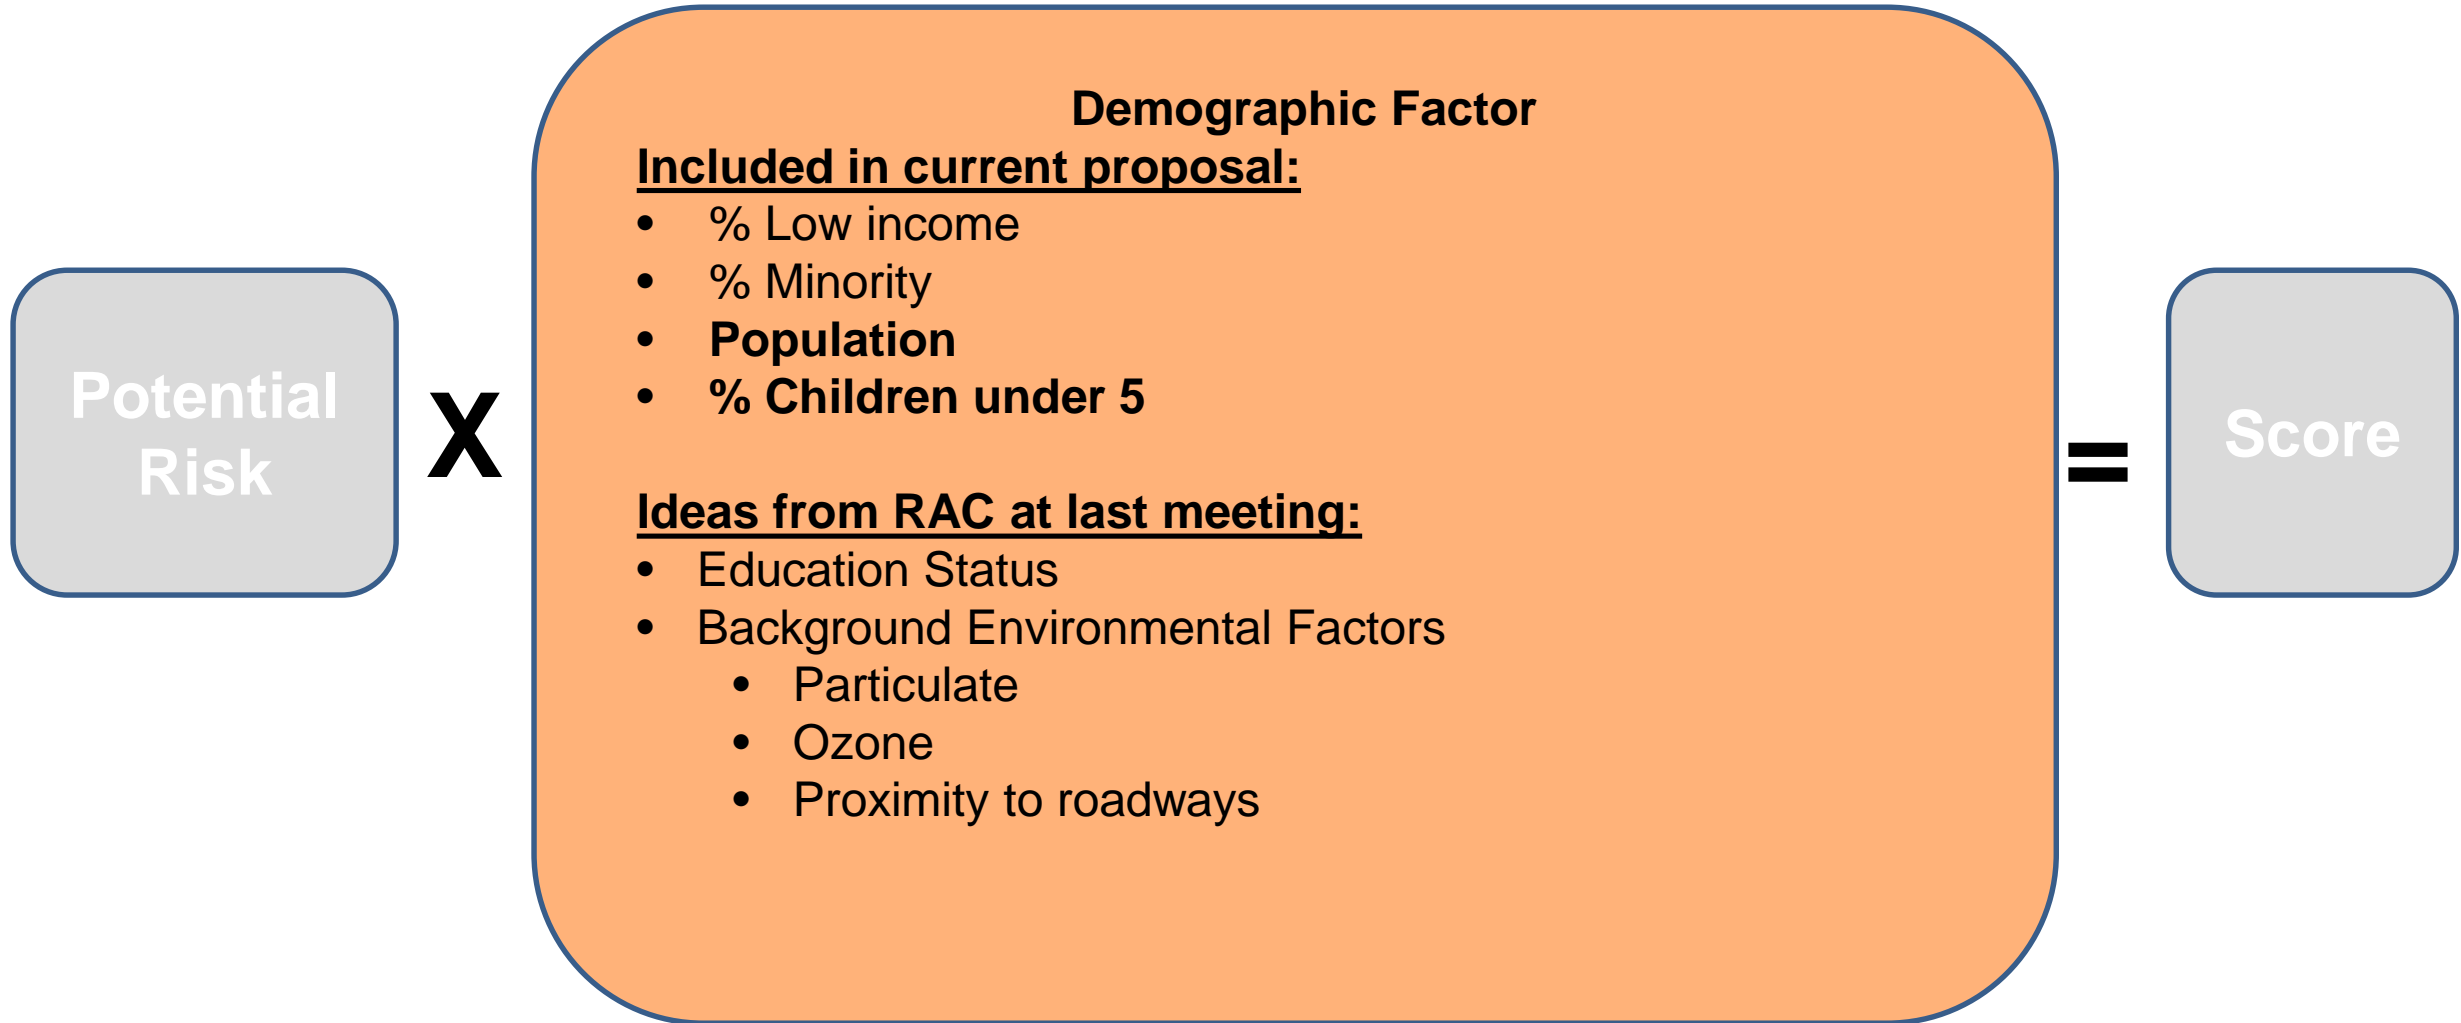 Potential
Risk
X
Demographic Factor
Included in current proposal:
• % Low income
• % Minority
• Population
• % Children under 5
Ideas from RAC at last meeting:
• Education Status
• Background Environmental Factors
• Particulate
• Ozone
• Proximity to roadways
=
Score